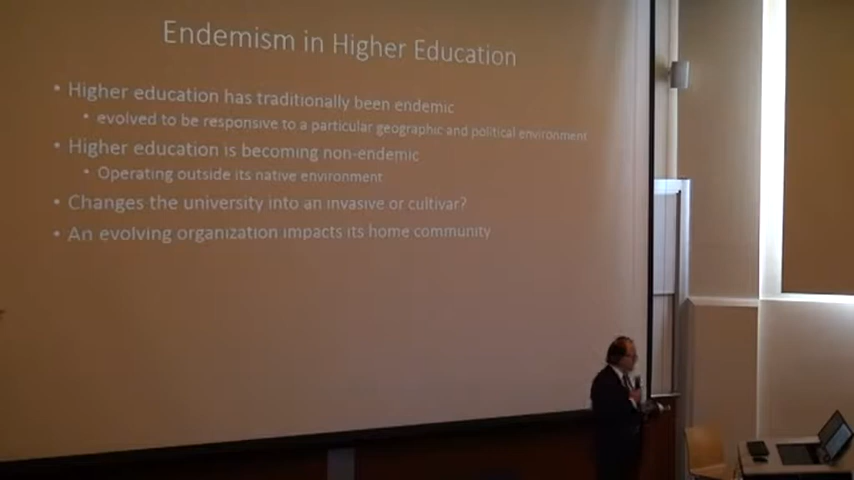 Endemism in Higher Education
• Higher education has traditionally been endemic
• evolved to be responsive to a particular geographic and political environment
• Higher education is becoming non-endemic
• Operating outside its native environment
• Changes the university into an invasive or cultivar?
• An evolving organization impacts its home community